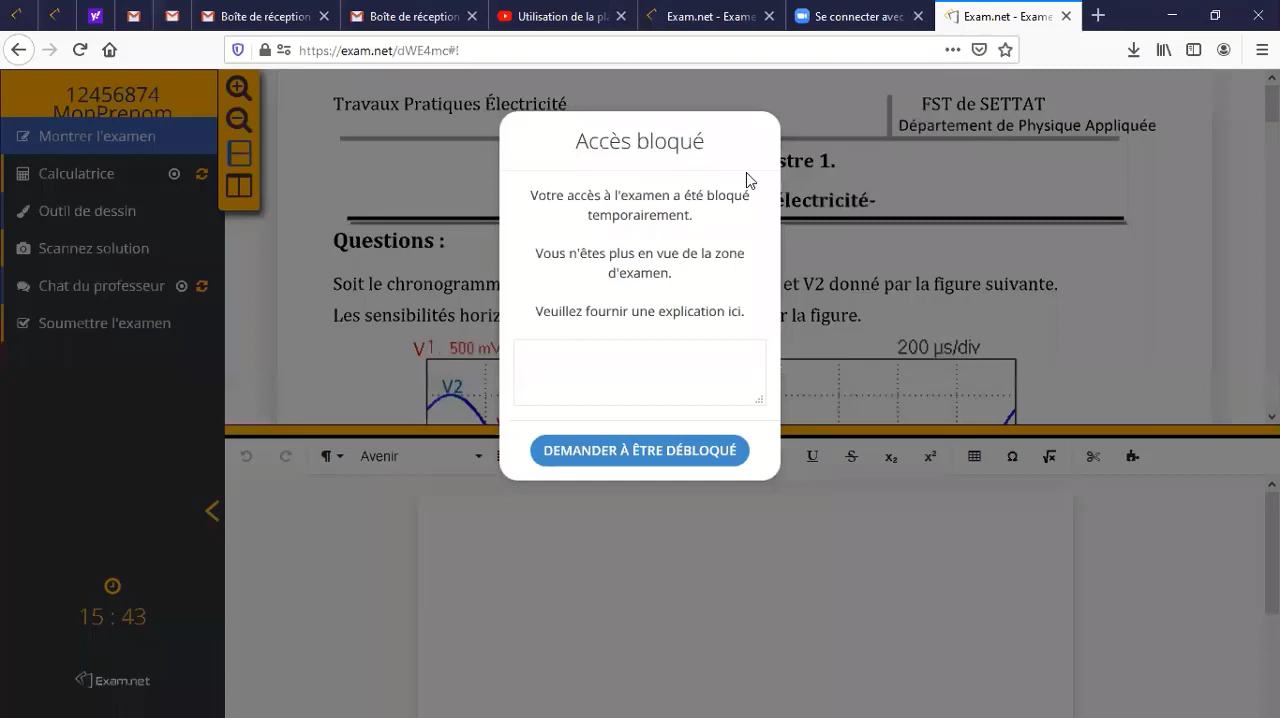 Boîte de réception
Boîte de réception
Utilisation de la pl
Exam.net - Exame
Se connecter avec
Exam.net - Exame
https://exam.net/dWE4mc#!
12456874
MonPrenom
Montrer l'examen
Calculatrice
Outil de dessin
Scannez solution
Chat du professeur
Soumettre l'examen
15 : 43
Exam.net
Travaux Pratiques Électricité
FST de SETTAT
Département de Physique Appliquée
stre 1.
électricité-
Questions :
Soit le chronogramm
et V2 donné par la figure suivante.
Les sensibilités horiz
r la figure.
V1. 500 mV
200 µs/div
V2
Accès bloqué
Votre accès à l'examen a été bloqué
temporairement.
Vous n'êtes plus en vue de la zone
d'examen.
Veuillez fournir une explication ici.
DEMANDER À ÊTRE DÉBLOQUÉ
Avenir